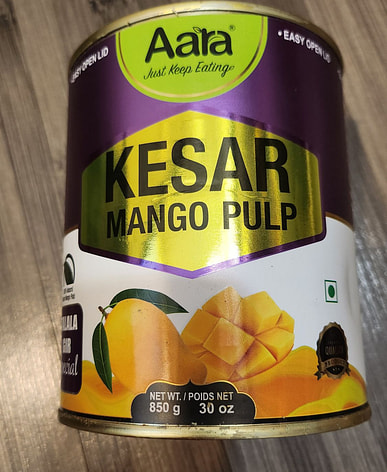 Aara
Just Keep Eating
• EASY OPEN LID
• EASY OPEN LID
KESAR
MANGO PULP
GIR
NET WT. / POIDS NET
850 g 30 oz